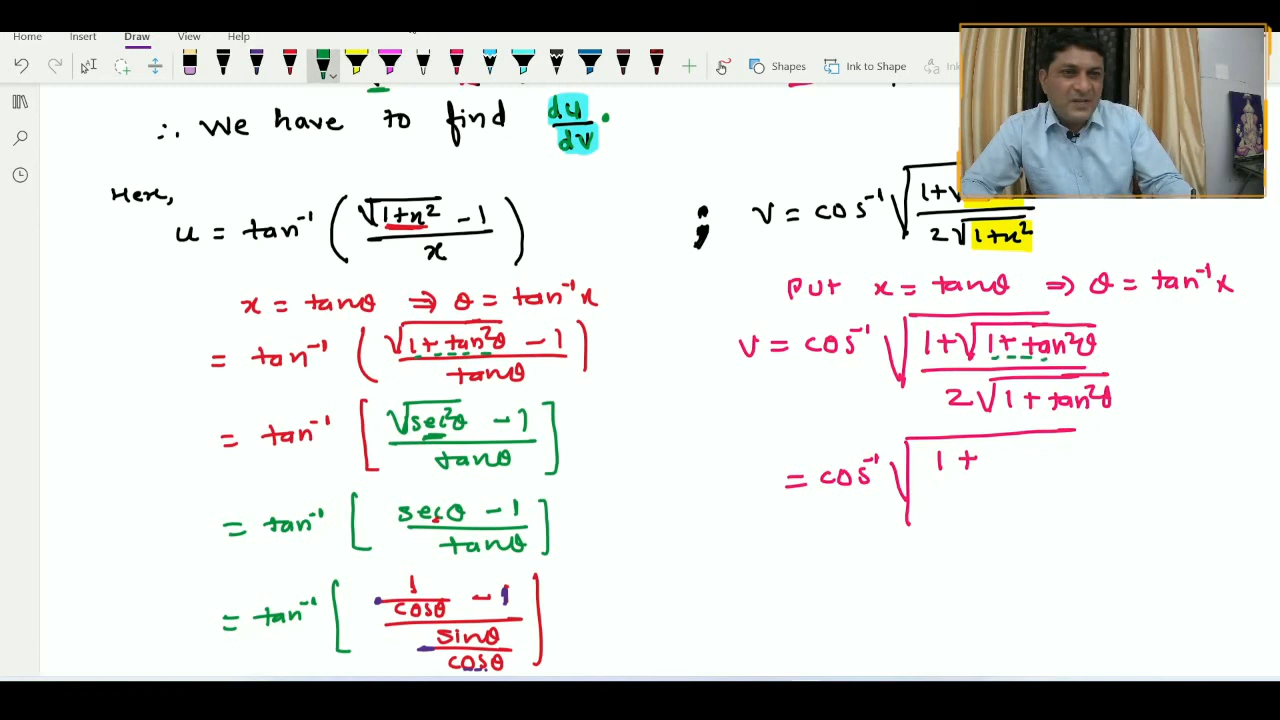 Home Insert Draw View Help
Shapes Ink to Shape
∴ We have to find du/dv.
Here,
u = tan⁻¹ ( (√(1+x²) - 1)/x ) ;
x = tanθ ⇒ θ = tan⁻¹x
= tan⁻¹ ( (√(1+tan²θ) - 1)/tanθ )
= tan⁻¹ [ (√sec²θ - 1)/tanθ ]
= tan⁻¹ [ (secθ - 1)/tanθ ]
= tan⁻¹ [ (1/cosθ - 1)/(sinθ/cosθ) ]
v = cos⁻¹ √( 1+√ / 2√(1+x²) )
Put x = tanθ ⇒ θ = tan⁻¹x
v = cos⁻¹ √( (1+√(1+tan²θ))/(2√(1+tan²θ)) )
= cos⁻¹ √( 1 +